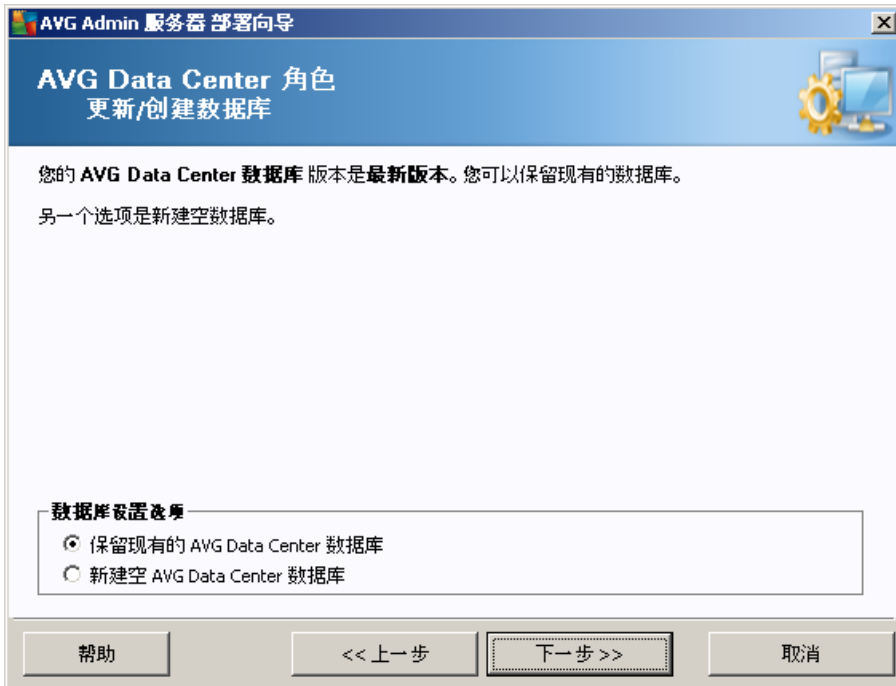 AVG Admin 服务器 部署向导
AVG Data Center 角色
更新/创建数据库
您的 AVG Data Center 数据库 版本是最新版本。您可以保留现有的数据库。
另一个选项是新建空数据库。
数据库设置选项
保留现有的 AVG Data Center 数据库
新建空 AVG Data Center 数据库
帮助
<< 上一步
下一步 >>
取消